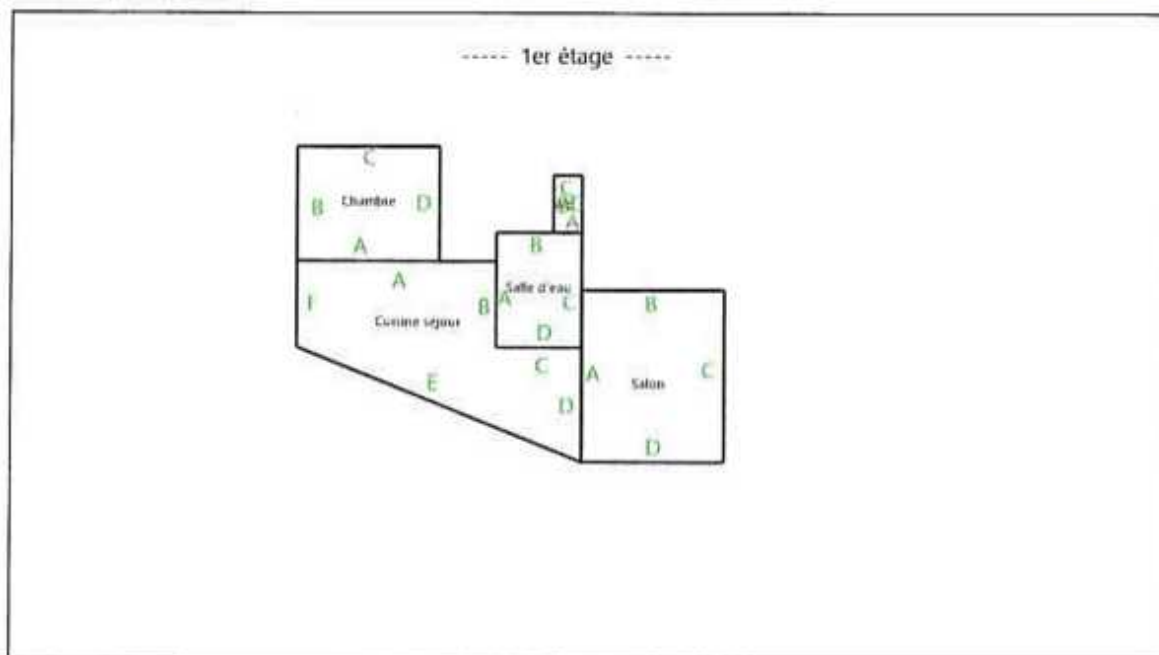 ----- 1er étage -----
C
B Chambre D
A
C
A
B
A
A
B A Salle d'eau C
D
B
Cuisine séjour
C
E
D
A Salon C
D